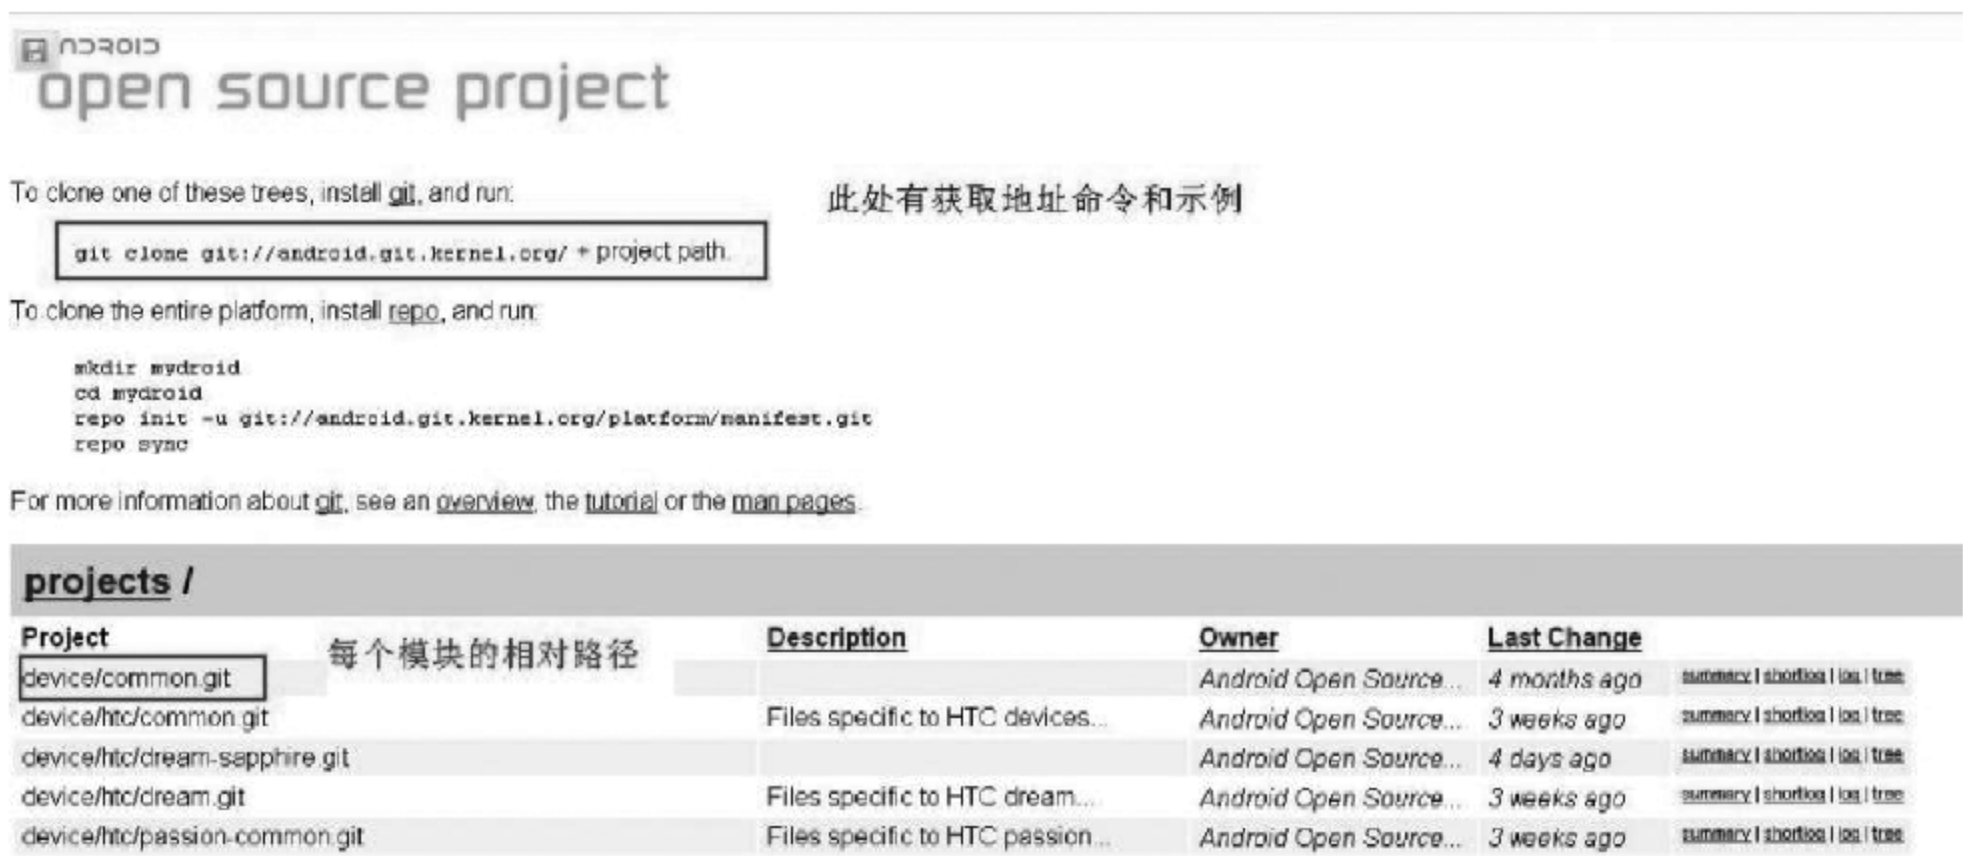 ANDROID
open source project
To clone one of these trees, install git, and run:
此处有获取地址命令和示例
git clone git://android.git.kernel.org/ + project path.
To clone the entire platform, install repo, and run:
mkdir mydroid
cd mydroid
repo init -u git://android.git.kernel.org/platform/manifest.git
repo sync
For more information about git, see an overview, the tutorial or the man pages.
projects /
Project Description Owner Last Change
每个模块的相对路径
device/common.git Android Open Source... 4 months ago summary | shortlog | log | tree
device/htc/common.git Files specific to HTC devices... Android Open Source... 3 weeks ago summary | shortlog | log | tree
device/htc/dream-sapphire.git Android Open Source... 4 days ago summary | shortlog | log | tree
device/htc/dream.git Files specific to HTC dream... Android Open Source... 3 weeks ago summary | shortlog | log | tree
device/htc/passion-common.git Files specific to HTC passion... Android Open Source... 3 weeks ago summary | shortlog | log | tree